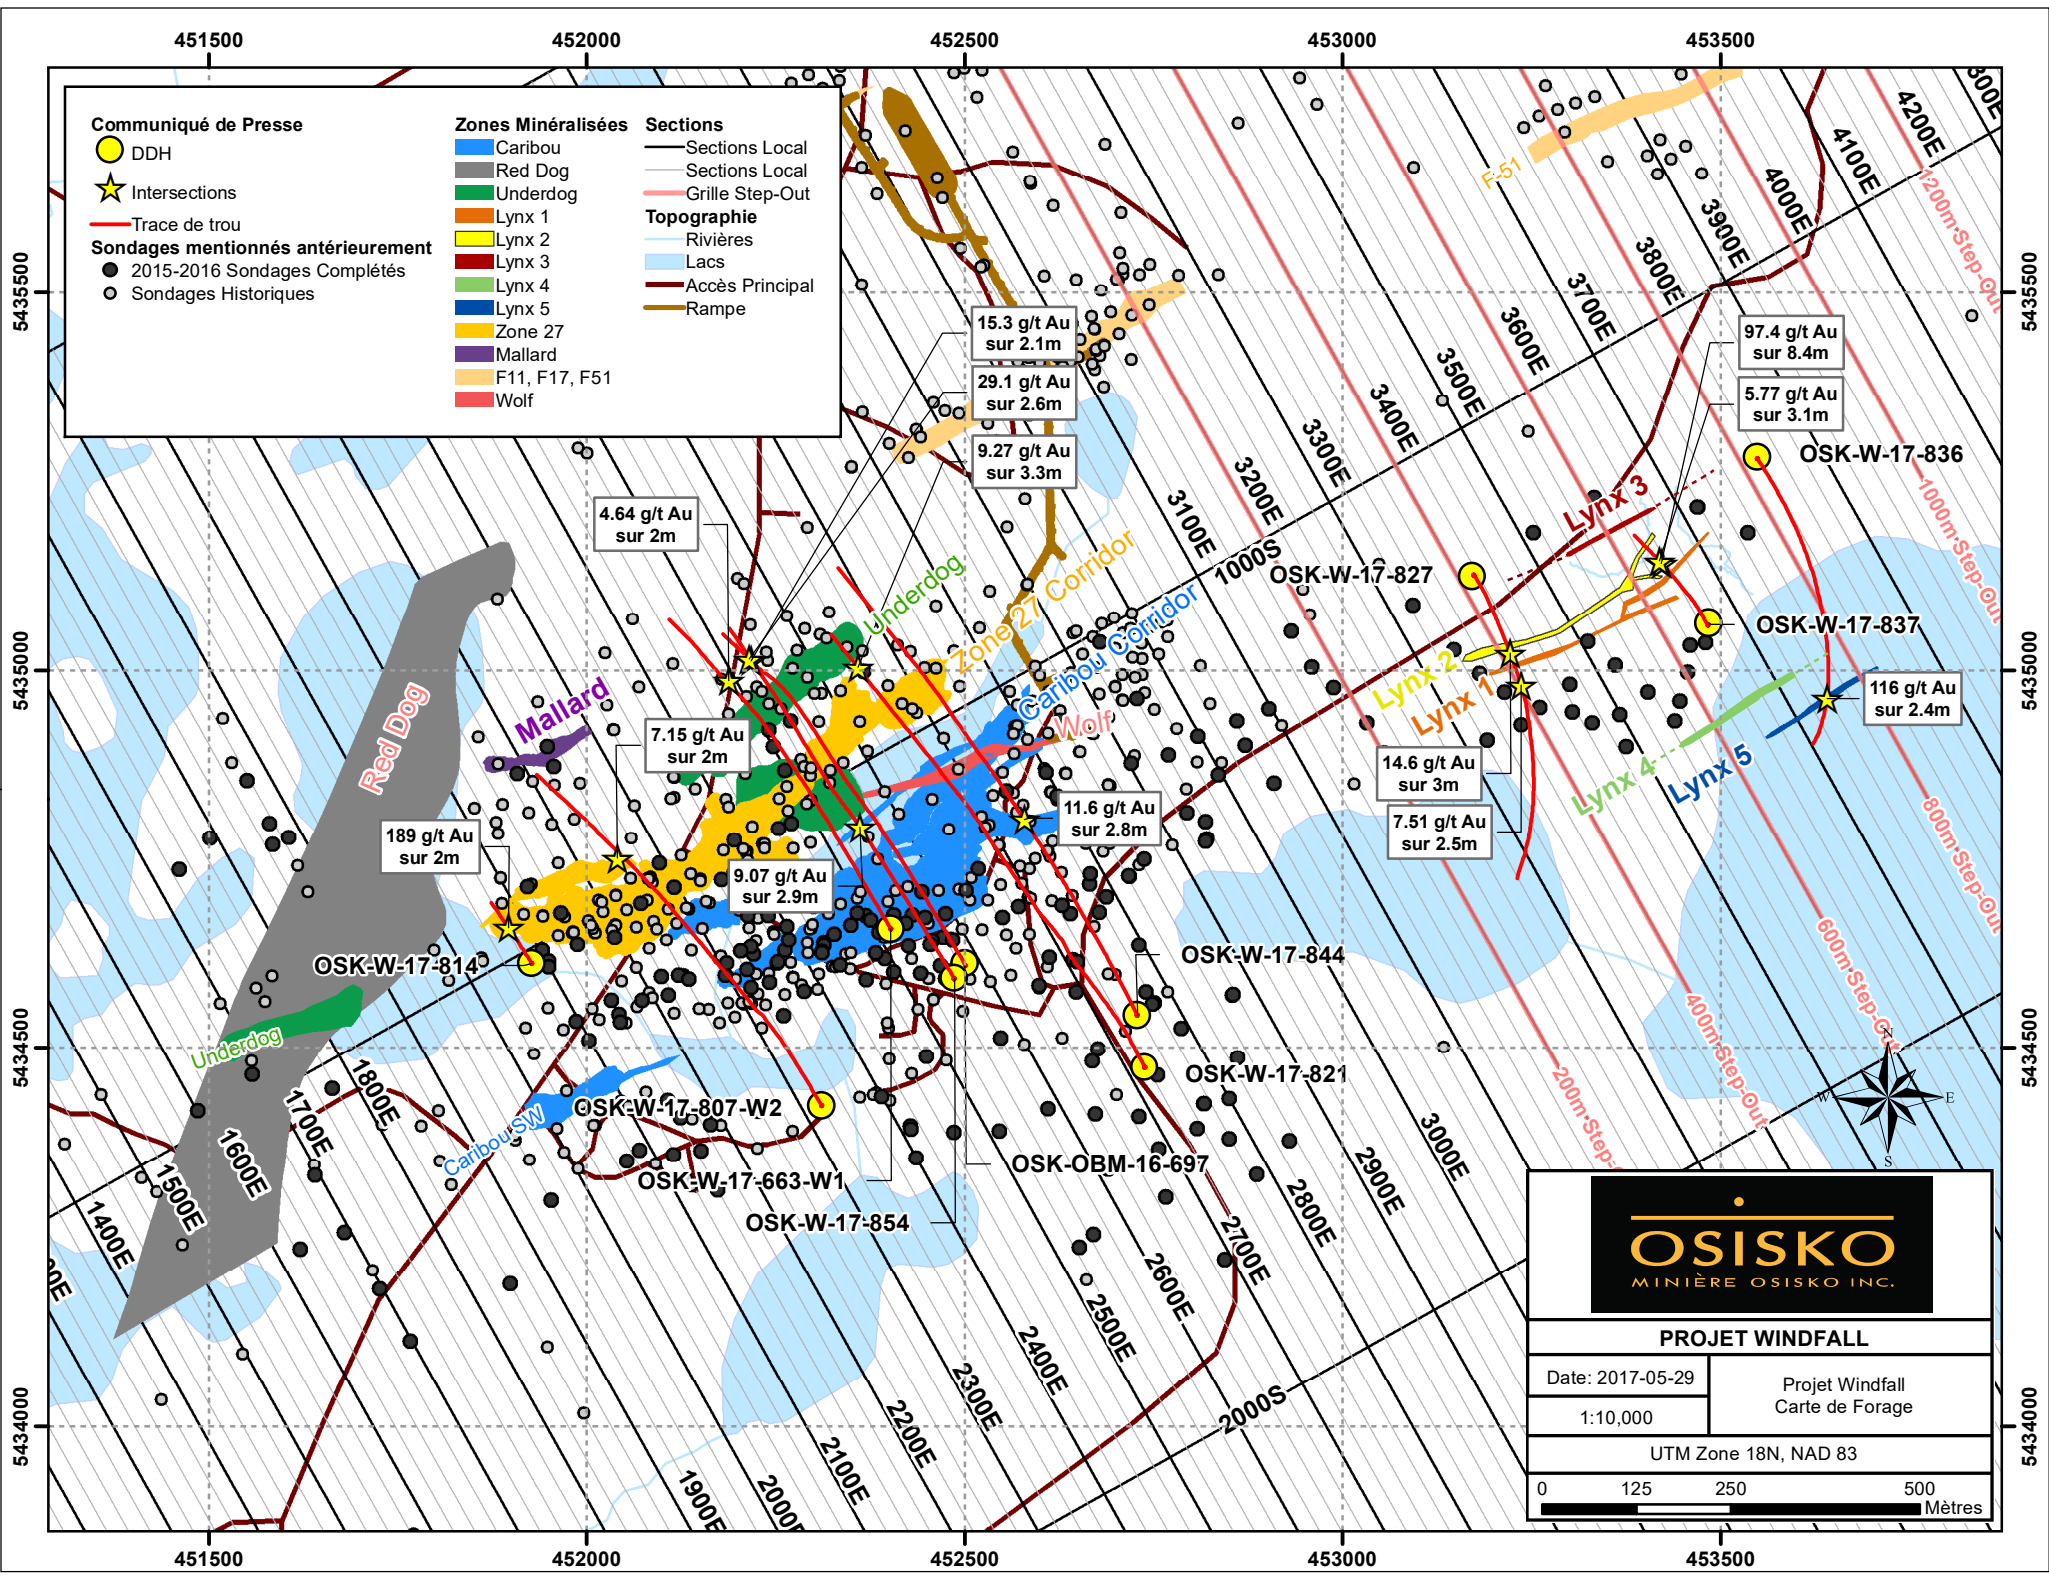 451500
452000
452500
453000
453500
5435500
5435000
5434500
5434000
5435500
5435000
5434500
5434000
451500
452000
452500
453000
453500
Communiqué de Presse
DDH
Intersections
Trace de trou
Sondages mentionnés antérieurement
2015-2016 Sondages Complétés
Sondages Historiques
Zones Minéralisées
Caribou
Red Dog
Underdog
Lynx 1
Lynx 2
Lynx 3
Lynx 4
Lynx 5
Zone 27
Mallard
F11, F17, F51
Wolf
Sections
Sections Local
Sections Local
Grille Step-Out
Topographie
Rivières
Lacs
Accès Principal
Rampe
15.3 g/t Au
sur 2.1m
29.1 g/t Au
sur 2.6m
9.27 g/t Au
sur 3.3m
4.64 g/t Au
sur 2m
7.15 g/t Au
sur 2m
189 g/t Au
sur 2m
9.07 g/t Au
sur 2.9m
11.6 g/t Au
sur 2.8m
97.4 g/t Au
sur 8.4m
5.77 g/t Au
sur 3.1m
116 g/t Au
sur 2.4m
14.6 g/t Au
sur 3m
7.51 g/t Au
sur 2.5m
OSK-W-17-836
OSK-W-17-827
OSK-W-17-837
OSK-W-17-844
OSK-W-17-821
OSK-W-17-814
OSK-W-17-807-W2
OSK-W-17-663-W1
OSK-OBM-16-697
OSK-W-17-854
F-51
Lynx 3
Lynx 2
Lynx 1
Lynx 4
Lynx 5
Underdog
Zone 27 Corridor
Caribou Corridor
Wolf
Mallard
Red Dog
Underdog
Caribou SW
1000S
2000S
1400E
1500E
1600E
1700E
1800E
1900E
2000E
2100E
2200E
2300E
2400E
2500E
2600E
2700E
2800E
2900E
3000E
3100E
3200E
3300E
3400E
3500E
3600E
3700E
3800E
3900E
4000E
4100E
4200E
1200m Step-Out
1000m Step-Out
800m Step-Out
600m Step-Out
400m Step-Out
200m Step-O
N
W
E
S
OSISKO
MINIÈRE OSISKO INC.
PROJET WINDFALL
Date: 2017-05-29
1:10,000
Projet Windfall
Carte de Forage
UTM Zone 18N, NAD 83
0
125
250
500
Mètres